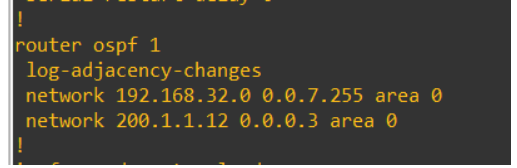 !
router ospf 1
log-adjacency-changes
network 192.168.32.0 0.0.7.255 area 0
network 200.1.1.12 0.0.0.3 area 0
!